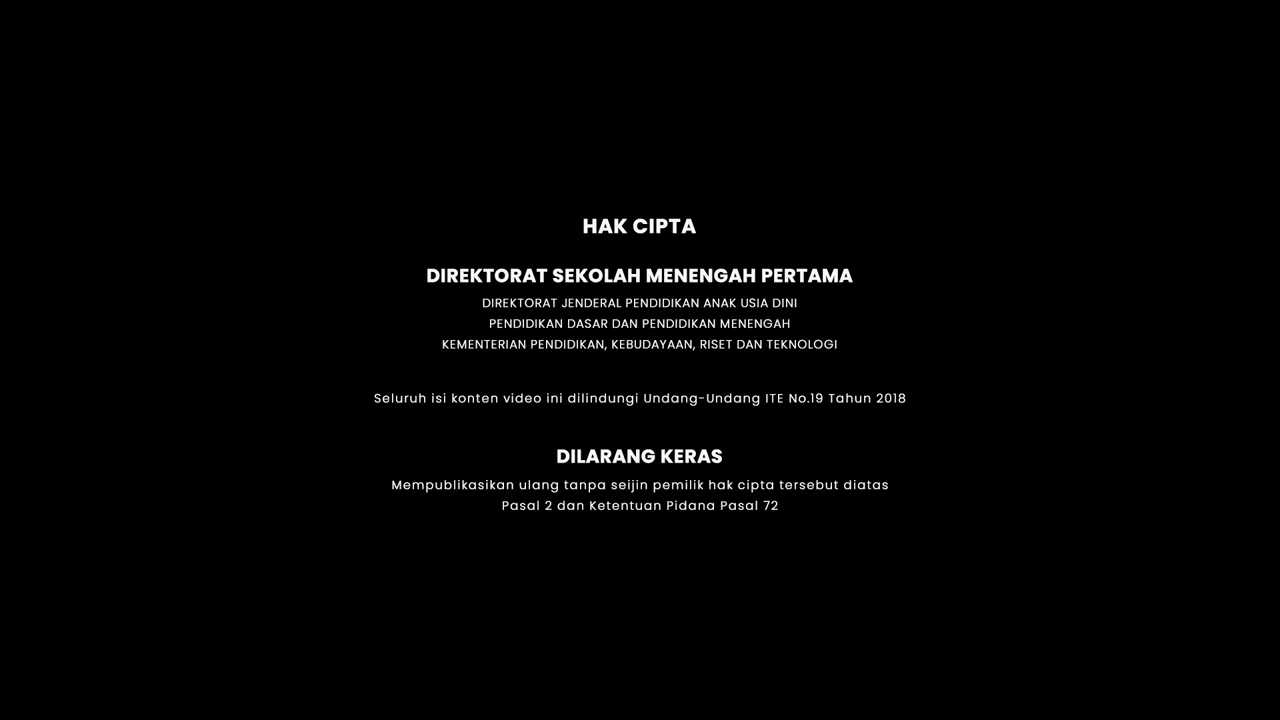 HAK CIPTA
DIREKTORAT SEKOLAH MENENGAH PERTAMA
DIREKTORAT JENDERAL PENDIDIKAN ANAK USIA DINI
PENDIDIKAN DASAR DAN PENDIDIKAN MENENGAH
KEMENTERIAN PENDIDIKAN, KEBUDAYAAN, RISET DAN TEKNOLOGI
Seluruh isi konten video ini dilindungi Undang-Undang ITE No.19 Tahun 2018
DILARANG KERAS
Mempublikasikan ulang tanpa seijin pemilik hak cipta tersebut diatas
Pasal 2 dan Ketentuan Pidana Pasal 72